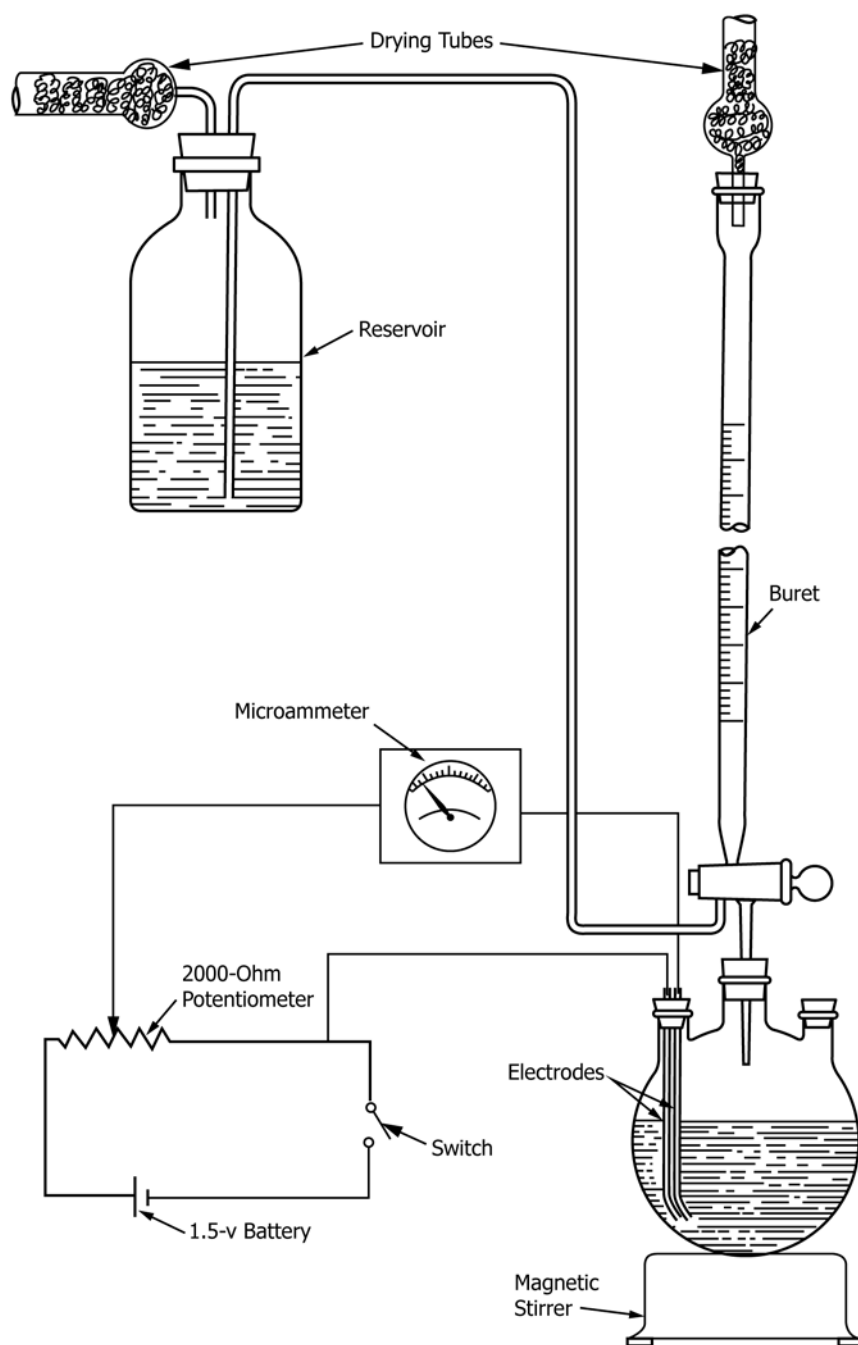 Drying Tubes
Reservoir
Buret
Microammeter
2000-Ohm
Potentiometer
Electrodes
Switch
1.5-v Battery
Magnetic
Stirrer